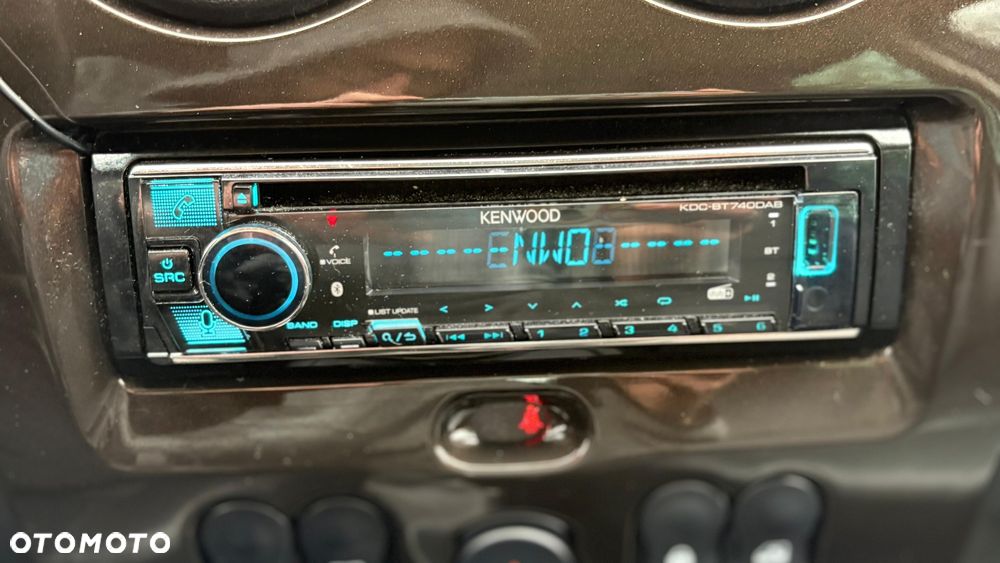 KENWOOD
KDC-BT740DAB
ENWO
VOICE
SRC
1
BT
2
LIST UPDATE
BAND
DISP
1 2 3 4 5 6
OTOMOTO